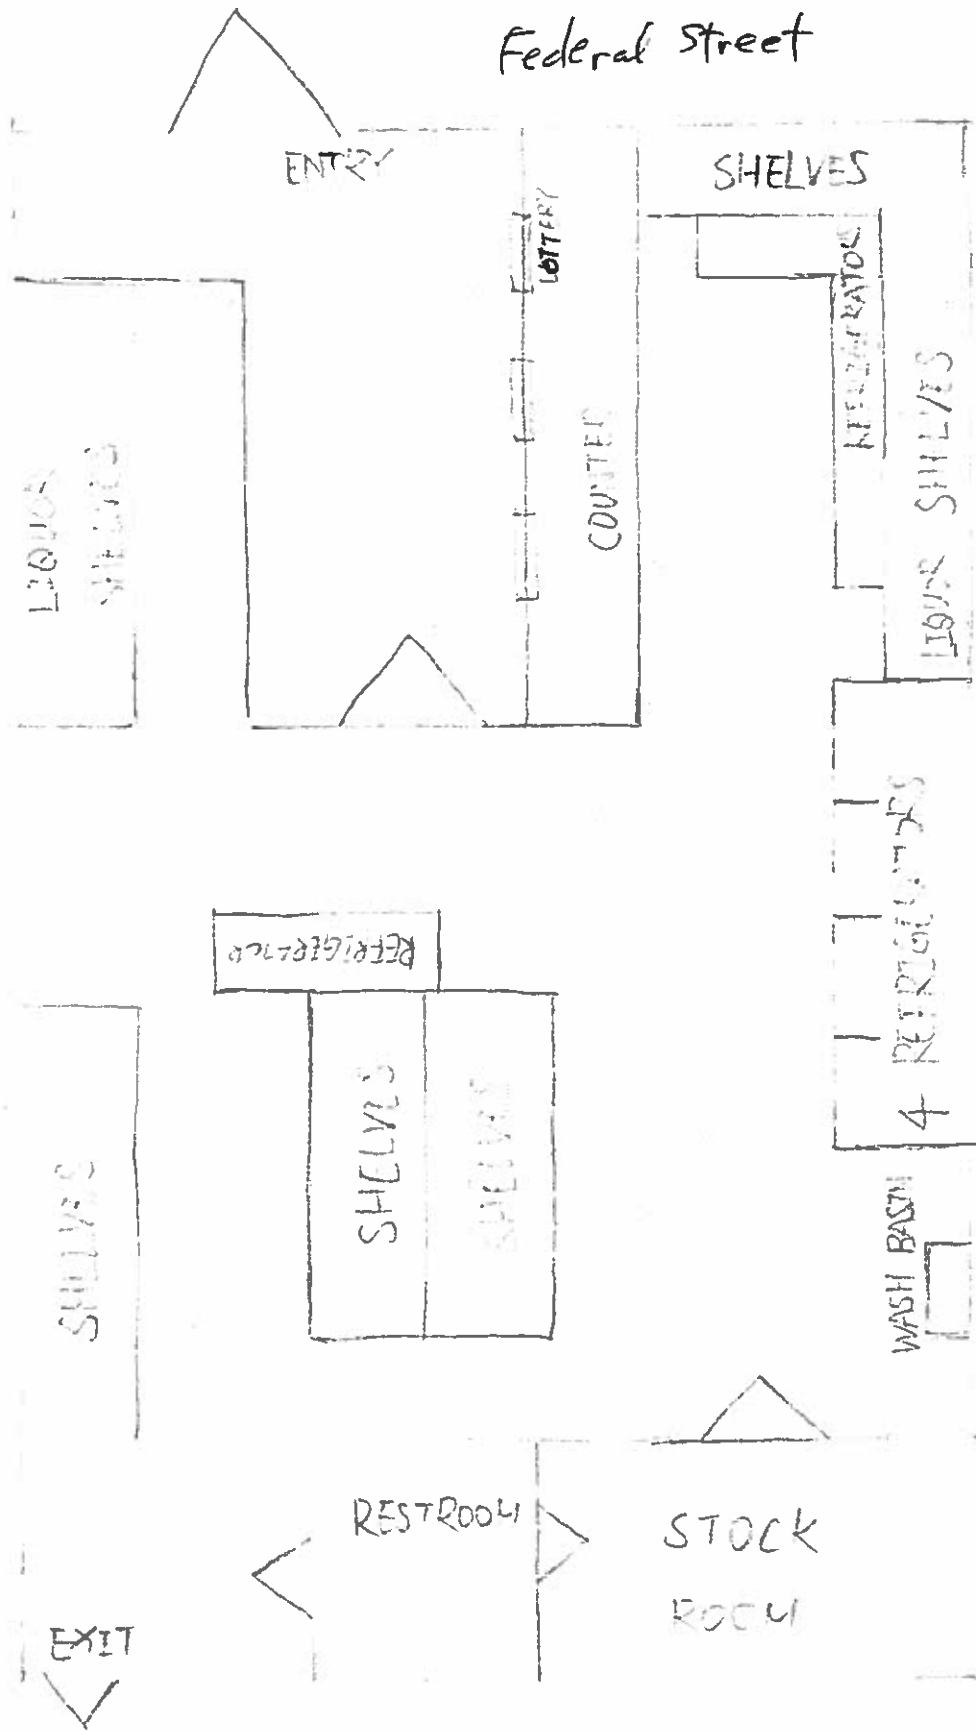 Federal Street
ENTRY
SHELVES
LOTTERY
REFRIGERATOR
COUNTER
LIQUOR SHELVES
LIQUOR
SHELVES
4 REFRIGERATORS
REFRIGERATOR
SHELVES
SHELVES
SHELVES
WASH BASIN
RESTROOM
STOCK
ROOM
EXIT